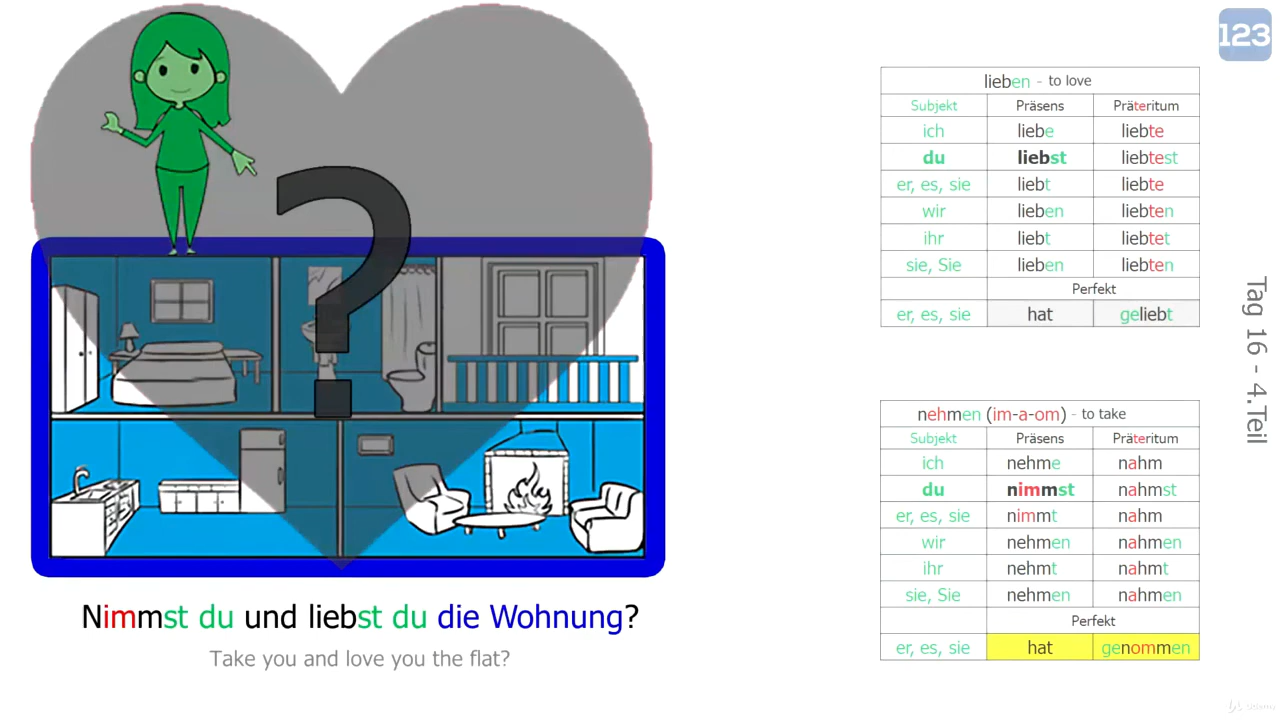 123
lieben - to love
Subjekt Präsens Präteritum
ich liebe liebte
du liebst liebtest
er, es, sie liebt liebte
wir lieben liebten
ihr liebt liebtet
sie, Sie lieben liebten
Perfekt
er, es, sie hat geliebt
nehmen (im-a-om) - to take
Subjekt Präsens Präteritum
ich nehme nahm
du nimmst nahmst
er, es, sie nimmt nahm
wir nehmen nahmen
ihr nehmt nahmt
sie, Sie nehmen nahmen
Perfekt
er, es, sie hat genommen
Tag 16 - 4.Teil
?
Nimmst du und liebst du die Wohnung?
Take you and love you the flat?